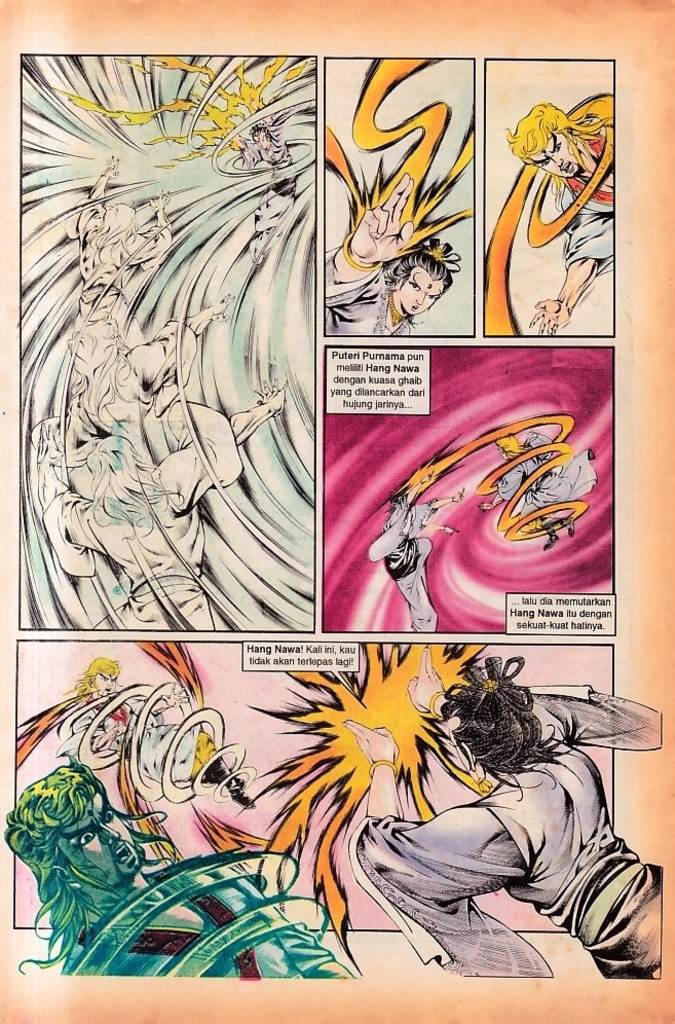 Puteri Purnama pun
meliliti Hang Nawa
dengan kuasa ghaib
yang dilancarkan dari
hujung jarinya...
... lalu dia memutarkan
Hang Nawa itu dengan
sekuat-kuat hatinya.
Hang Nawa! Kali ini, kau
tidak akan terlepas lagi!